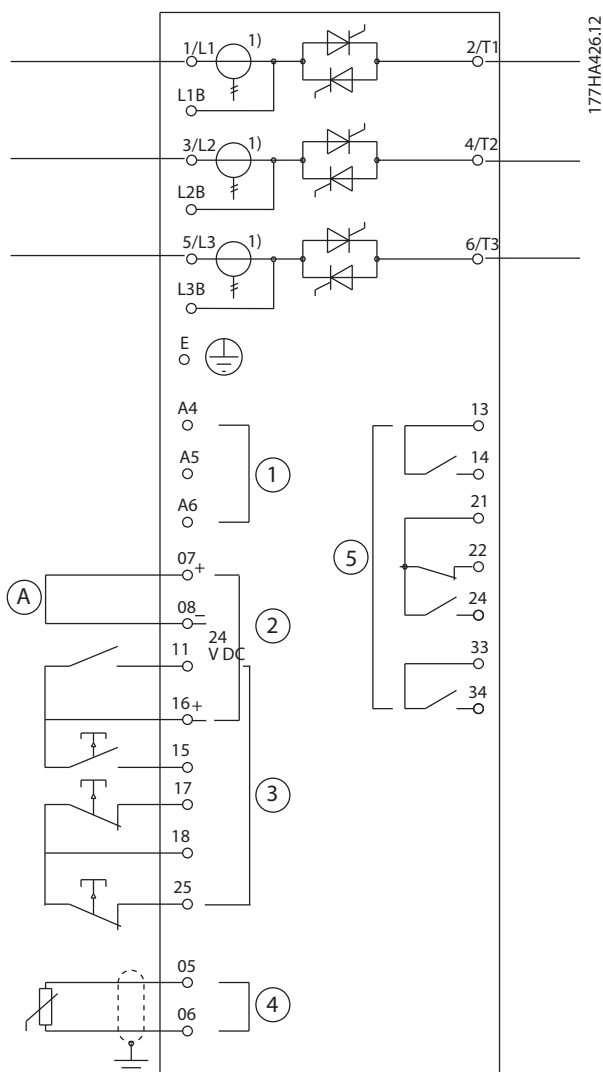 177HA426.12
1/L1 1) 2/T1
L1B
3/L2 1) 4/T2
L2B
5/L3 1) 6/T3
L3B
E
A4 13
A5 1 14
A6 21
07 + 5 22
A 08 – 2 24
24
V DC
11 33
16 + – 34
15
17 3
18
25
05
4
06